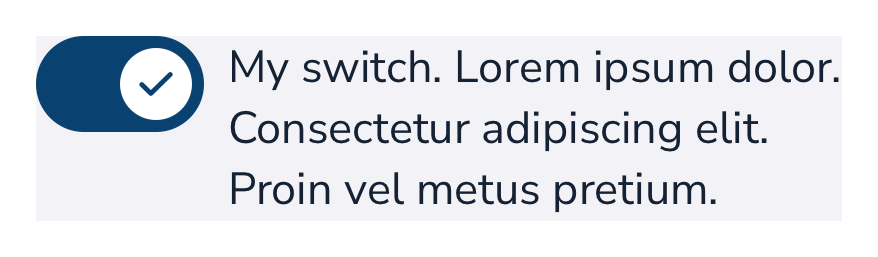 My switch. Lorem ipsum dolor.
Consectetur adipiscing elit.
Proin vel metus pretium.